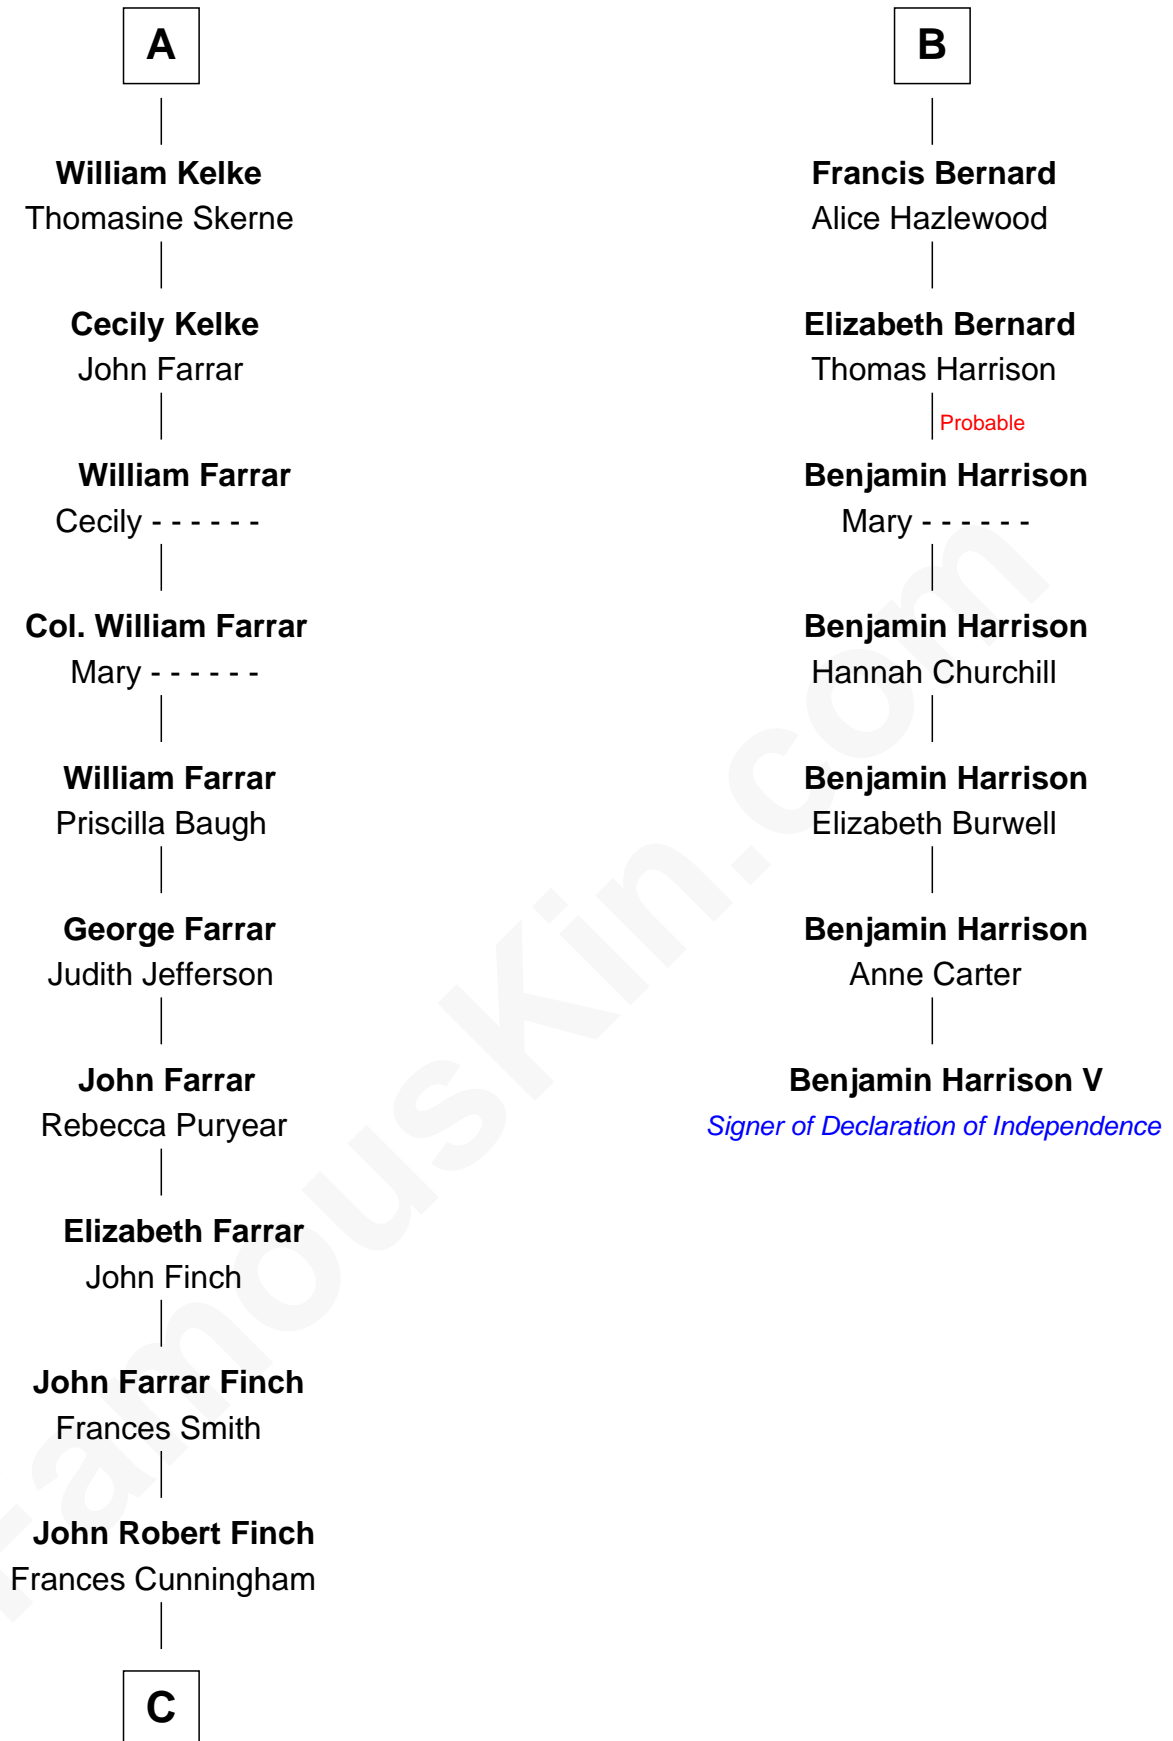 A
William Kelke
Thomasine Skerne
Cecily Kelke
John Farrar
William Farrar
Cecily - - - - - -
Col. William Farrar
Mary - - - - - -
William Farrar
Priscilla Baugh
George Farrar
Judith Jefferson
John Farrar
Rebecca Puryear
Elizabeth Farrar
John Finch
John Farrar Finch
Frances Smith
John Robert Finch
Frances Cunningham
C
B
Francis Bernard
Alice Hazlewood
Elizabeth Bernard
Thomas Harrison
Probable
Benjamin Harrison
Mary - - - - - -
Benjamin Harrison
Hannah Churchill
Benjamin Harrison
Elizabeth Burwell
Benjamin Harrison
Anne Carter
Benjamin Harrison V
Signer of Declaration of Independence
FamousKin.com